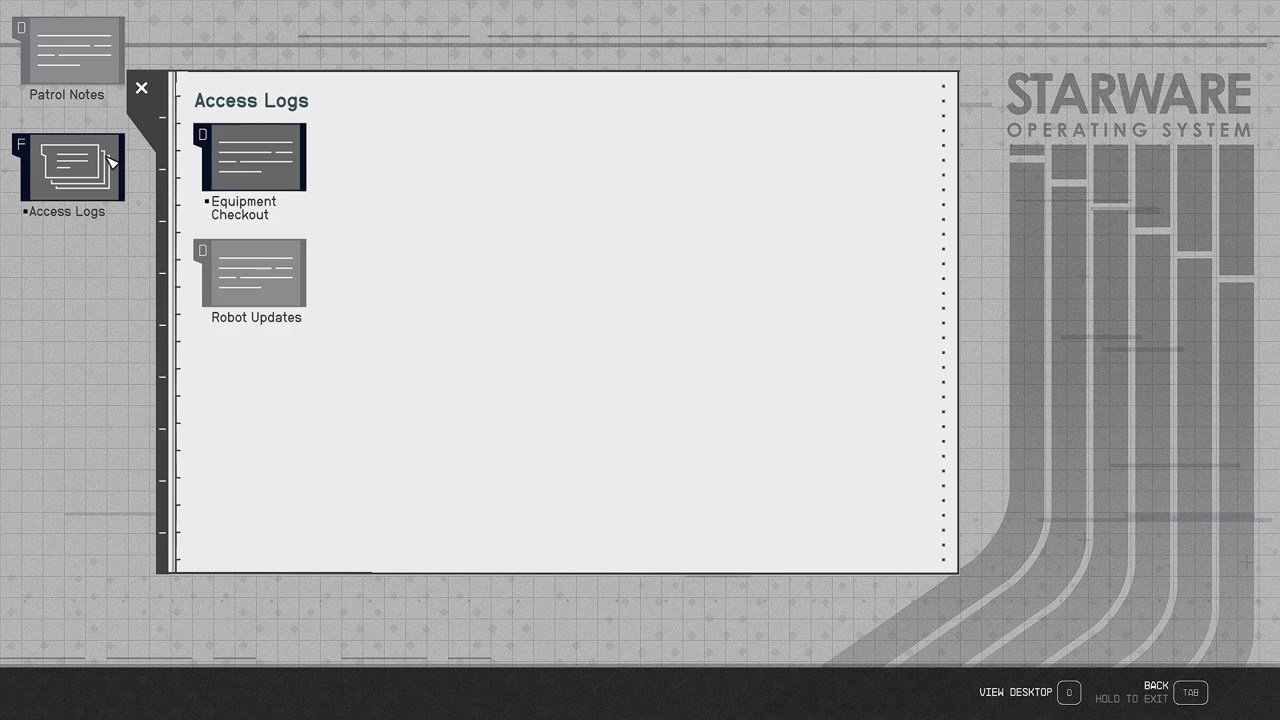 D
Patrol Notes
F
Access Logs
×
Access Logs
D
Equipment
Checkout
D
Robot Updates
STARWARE
OPERATING SYSTEM
VIEW DESKTOP Q
BACK
HOLD TO EXIT TAB